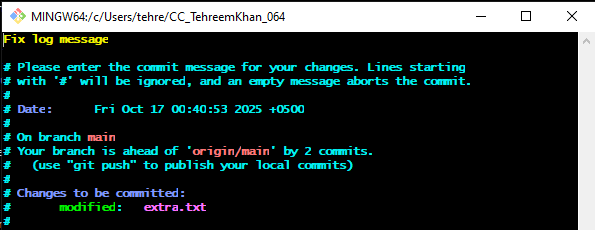 MINGW64:/c/Users/tehre/CC_TehreemKhan_064
Fix log message
# Please enter the commit message for your changes. Lines starting
# with '#' will be ignored, and an empty message aborts the commit.
#
# Date:      Fri Oct 17 00:40:53 2025 +0500
#
# On branch main
# Your branch is ahead of 'origin/main' by 2 commits.
#   (use "git push" to publish your local commits)
#
# Changes to be committed:
#       modified:   extra.txt
#